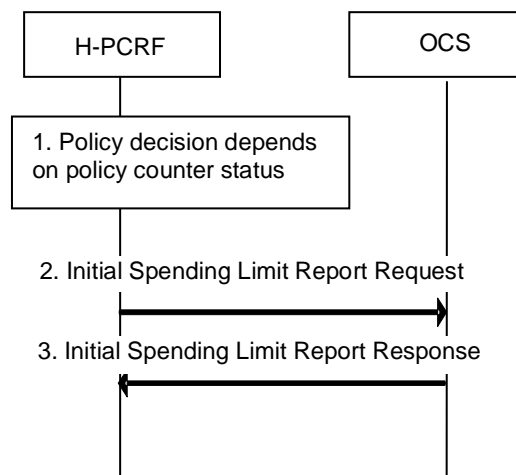 H-PCRF
OCS
1. Policy decision depends
on policy counter status
2. Initial Spending Limit Report Request
3. Initial Spending Limit Report Response